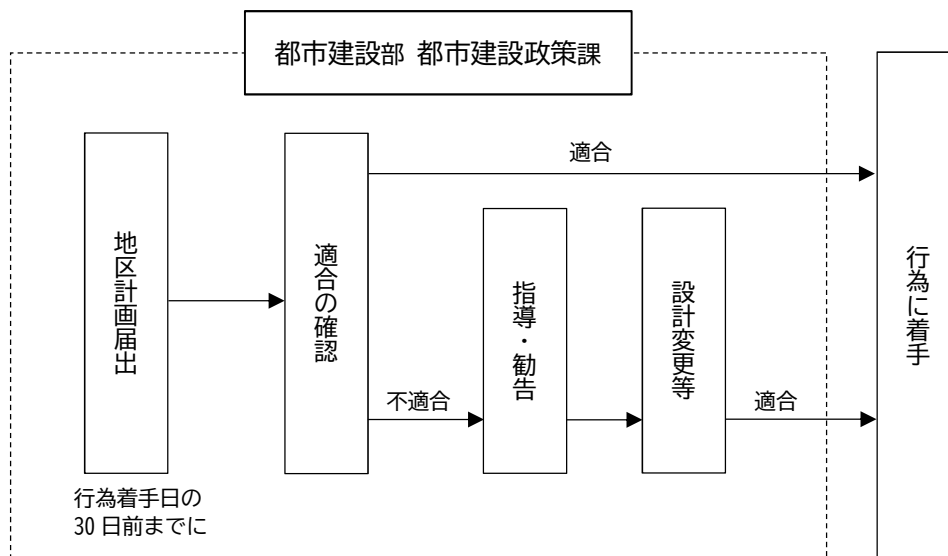 都市建設部 都市建設政策課
地区計画届出
行為着手日の
30日前までに
適合の確認
適合
不適合
指導・勧告
設計変更等
適合
行為に着手